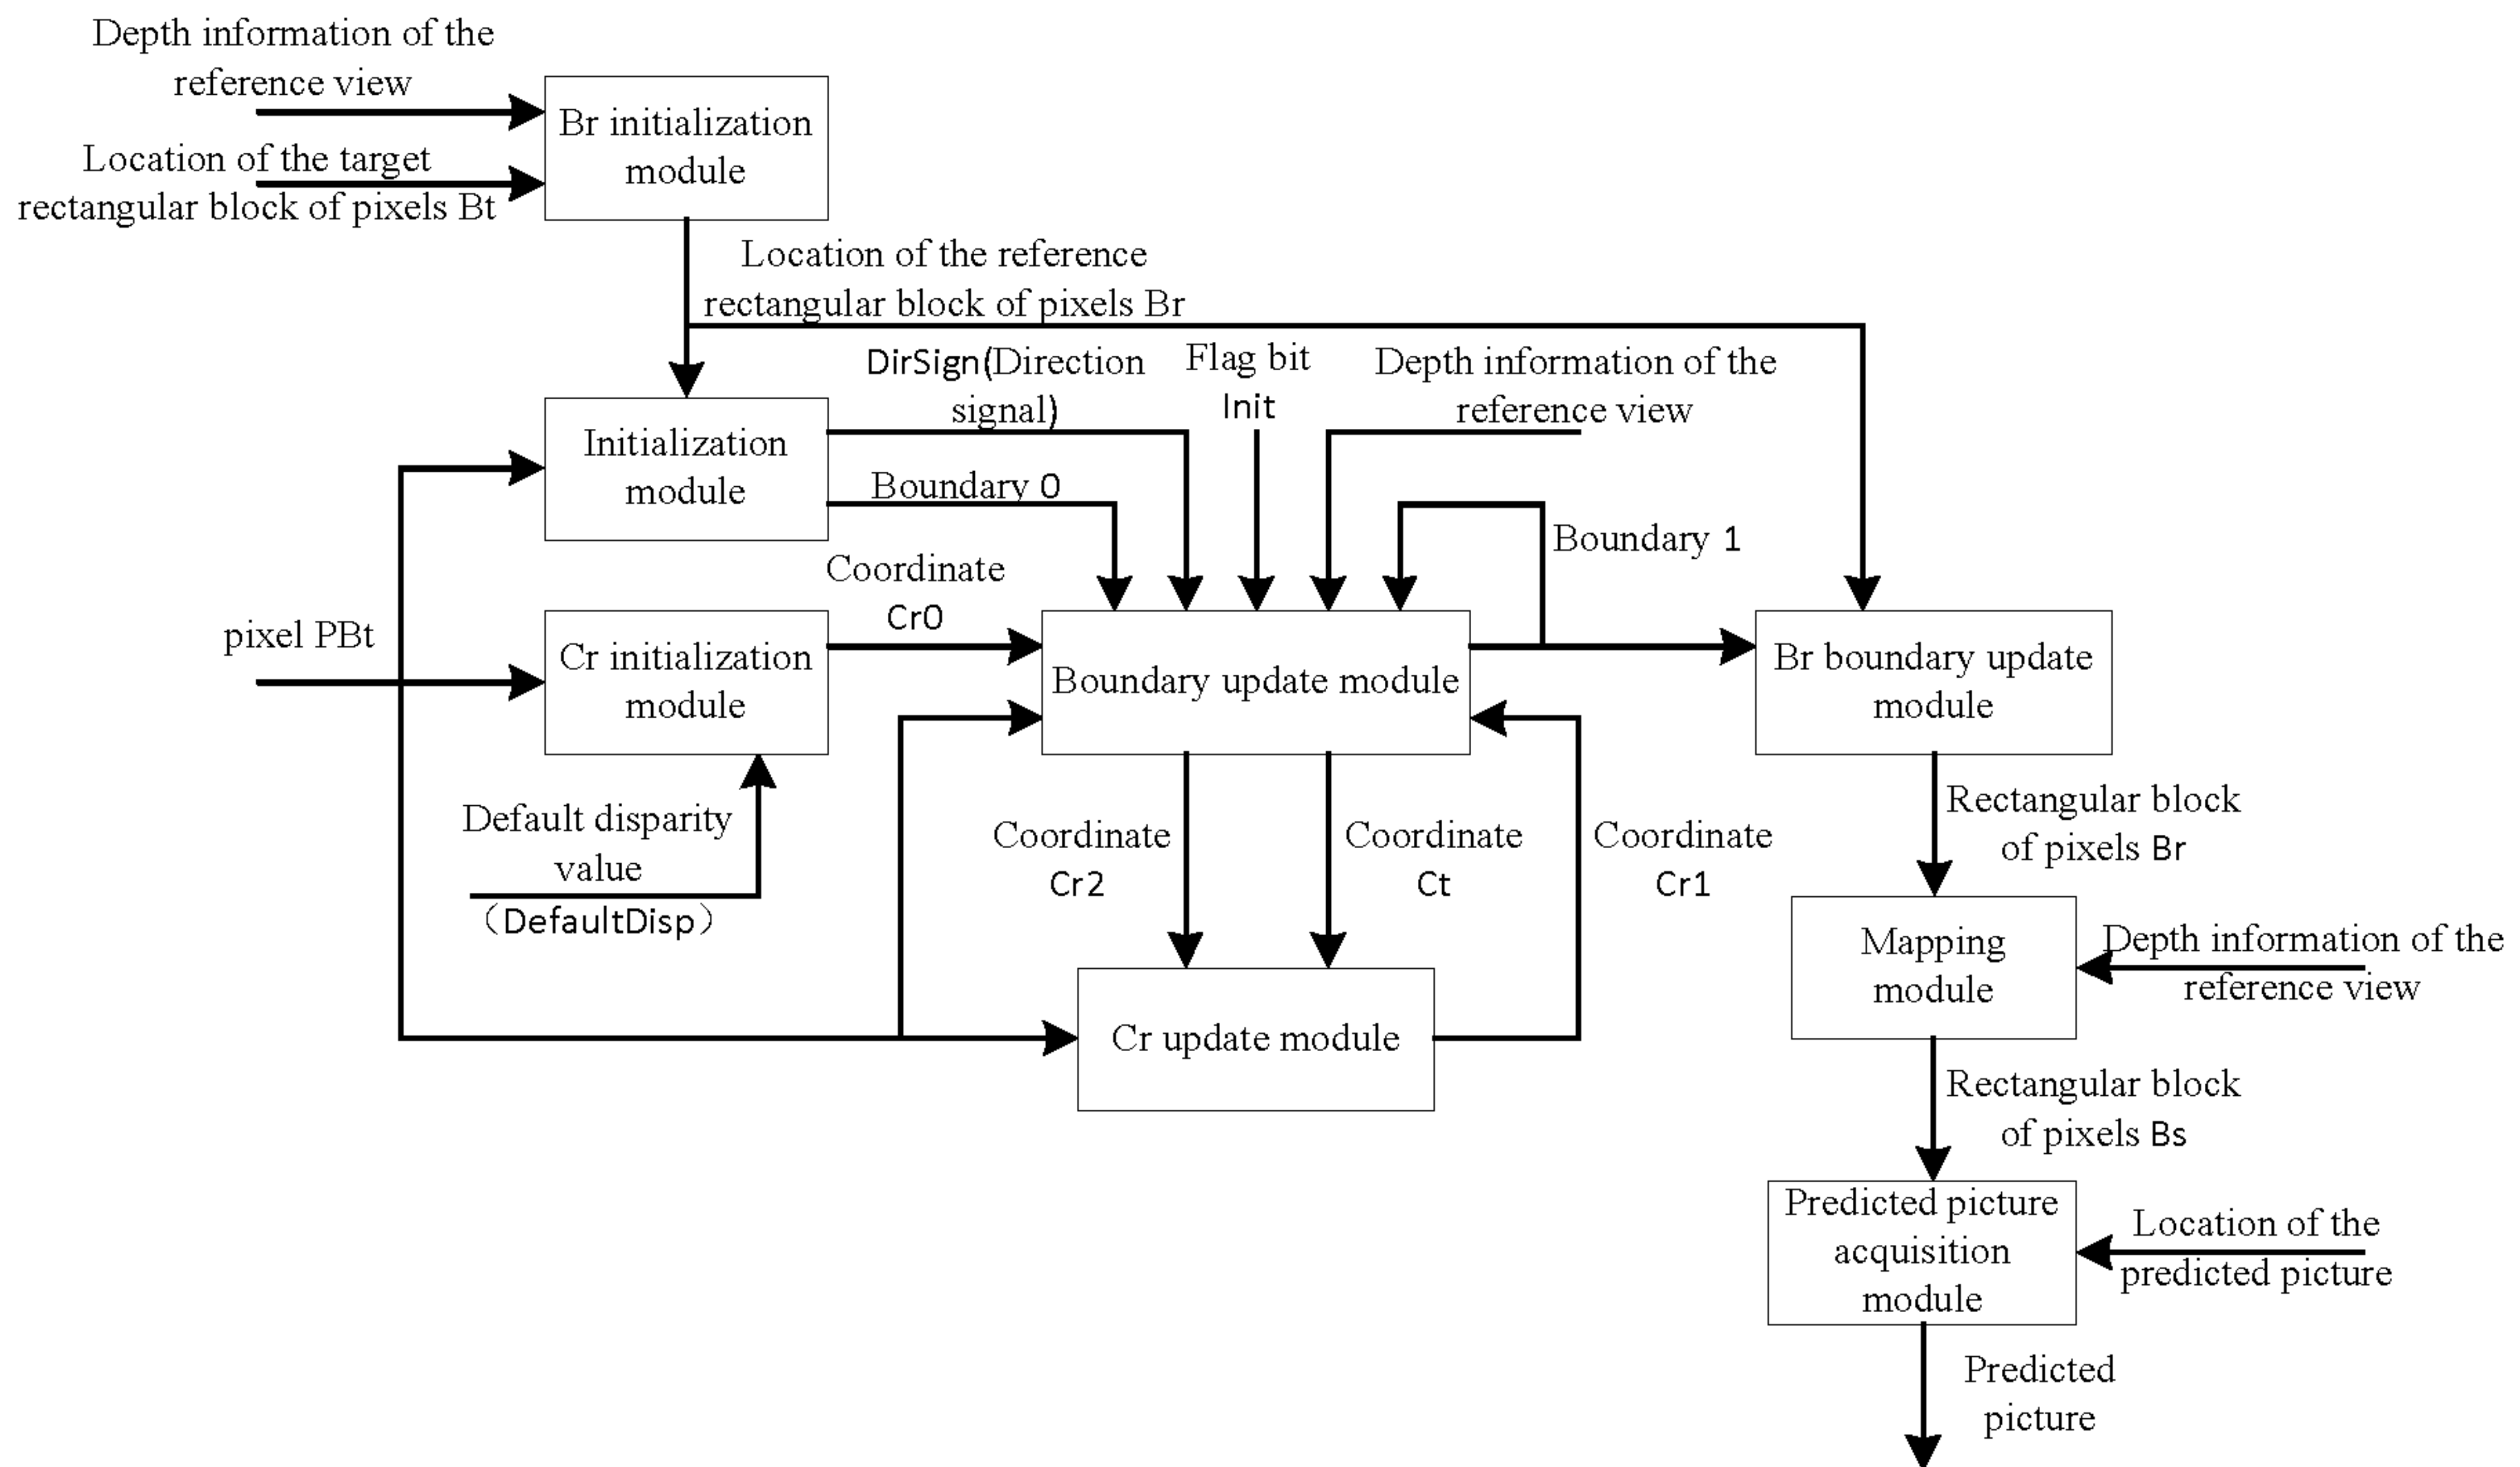 Depth information of the
reference view
Br initialization
module
Location of the target
rectangular block of pixels Bt
Location of the reference
rectangular block of pixels Br
DirSign(Direction
signal)
Flag bit
Init
Depth information of the
reference view
Initialization
module
Boundary 0
Boundary 1
Coordinate
Cr0
pixel PBt
Cr initialization
module
Boundary update module
Br boundary update
module
Default disparity
value
（DefaultDisp）
Coordinate
Cr2
Coordinate
Ct
Coordinate
Cr1
Rectangular block
of pixels Br
Mapping
module
Depth information of the
reference view
Cr update module
Rectangular block
of pixels Bs
Predicted picture
acquisition
module
Location of the
predicted picture
Predicted
picture